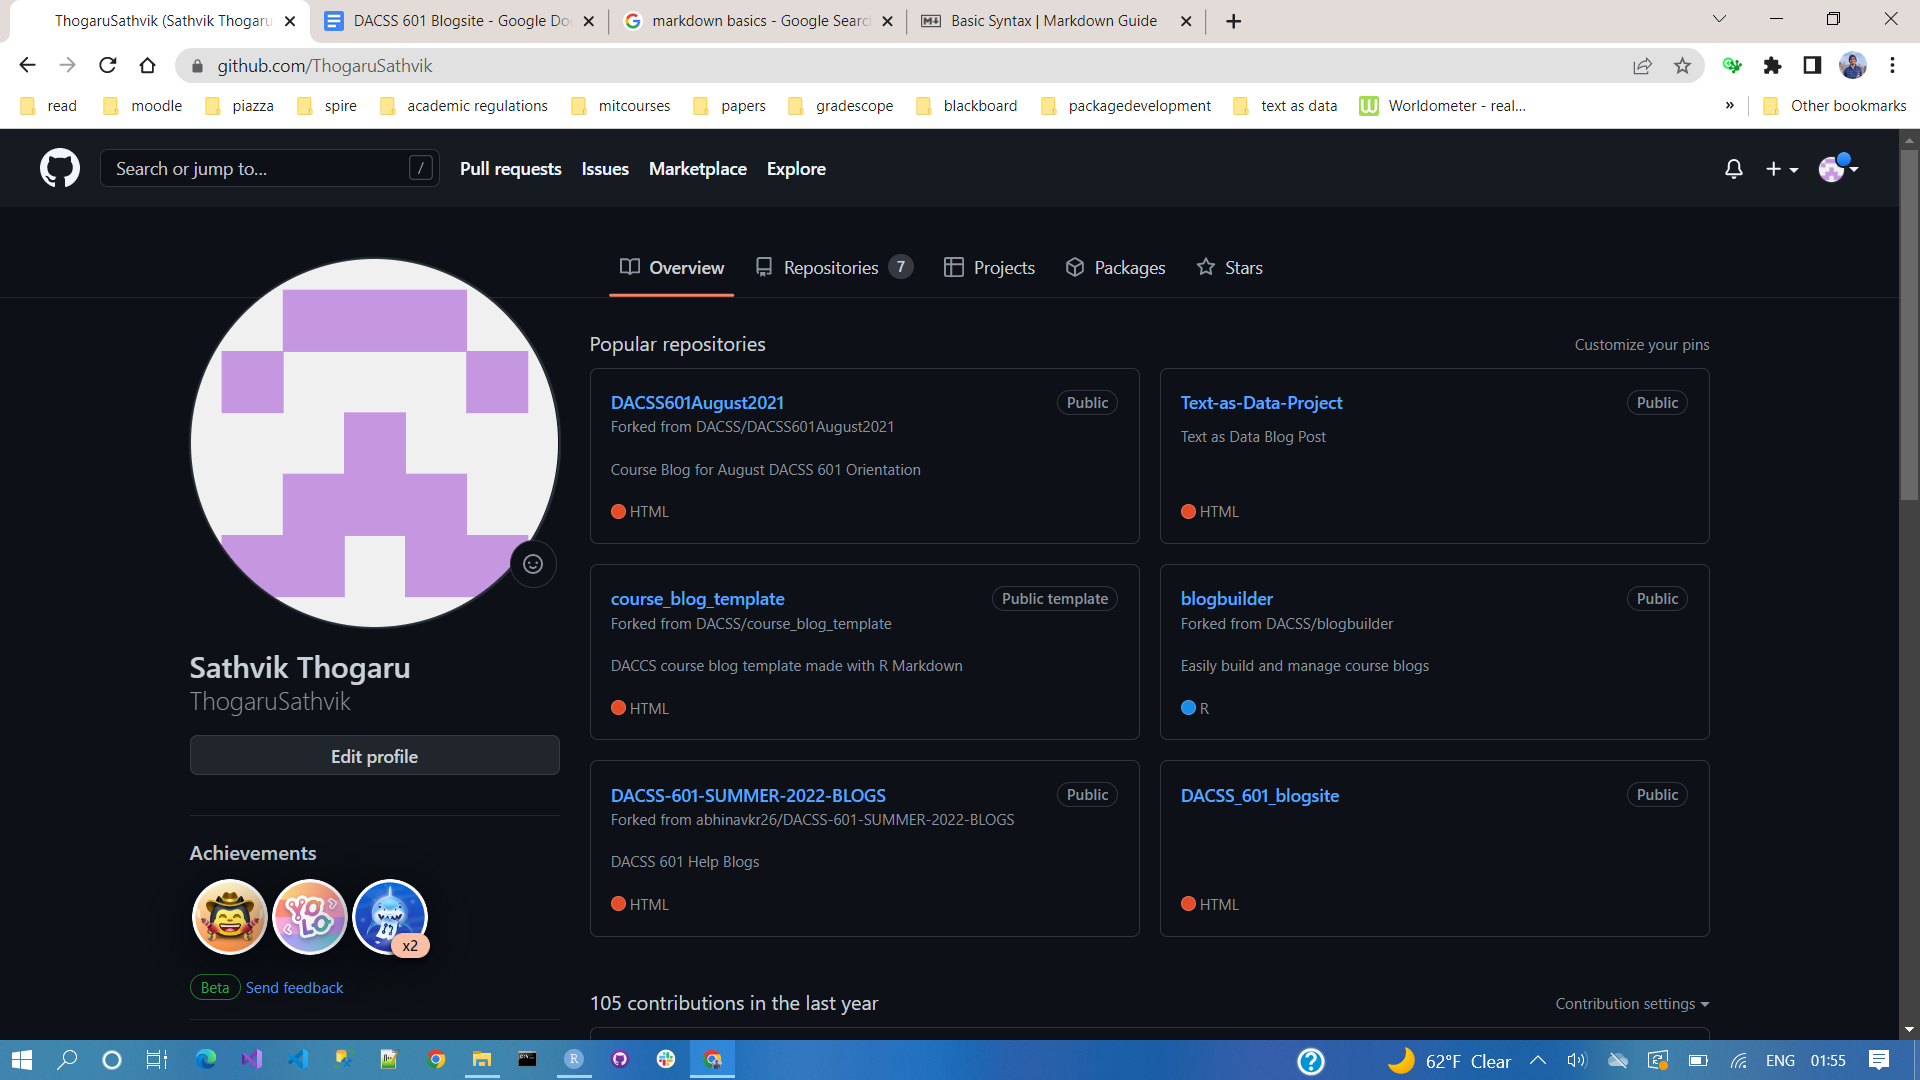 ThogaruSathvik (Sathvik Thogaru
DACSS 601 Blogsite - Google Do
markdown basics - Google Search
Basic Syntax | Markdown Guide
github.com/ThogaruSathvik
read
moodle
piazza
spire
academic regulations
mitcourses
papers
gradescope
blackboard
packagedevelopment
text as data
Worldometer - real...
»
Other bookmarks
Search or jump to...
/
Pull requests
Issues
Marketplace
Explore
Overview
Repositories 7
Projects
Packages
Stars
Popular repositories
Customize your pins
DACSS601August2021
Public
Forked from DACSS/DACSS601August2021
Course Blog for August DACSS 601 Orientation
HTML
Text-as-Data-Project
Public
Text as Data Blog Post
HTML
course_blog_template
Public template
Forked from DACSS/course_blog_template
DACCS course blog template made with R Markdown
HTML
blogbuilder
Public
Forked from DACSS/blogbuilder
Easily build and manage course blogs
R
DACSS-601-SUMMER-2022-BLOGS
Public
Forked from abhinavkr26/DACSS-601-SUMMER-2022-BLOGS
DACSS 601 Help Blogs
HTML
DACSS_601_blogsite
Public
HTML
Sathvik Thogaru
ThogaruSathvik
Edit profile
Achievements
YOLO
x2
Beta
Send feedback
105 contributions in the last year
Contribution settings
R
62°F Clear
ENG
01:55